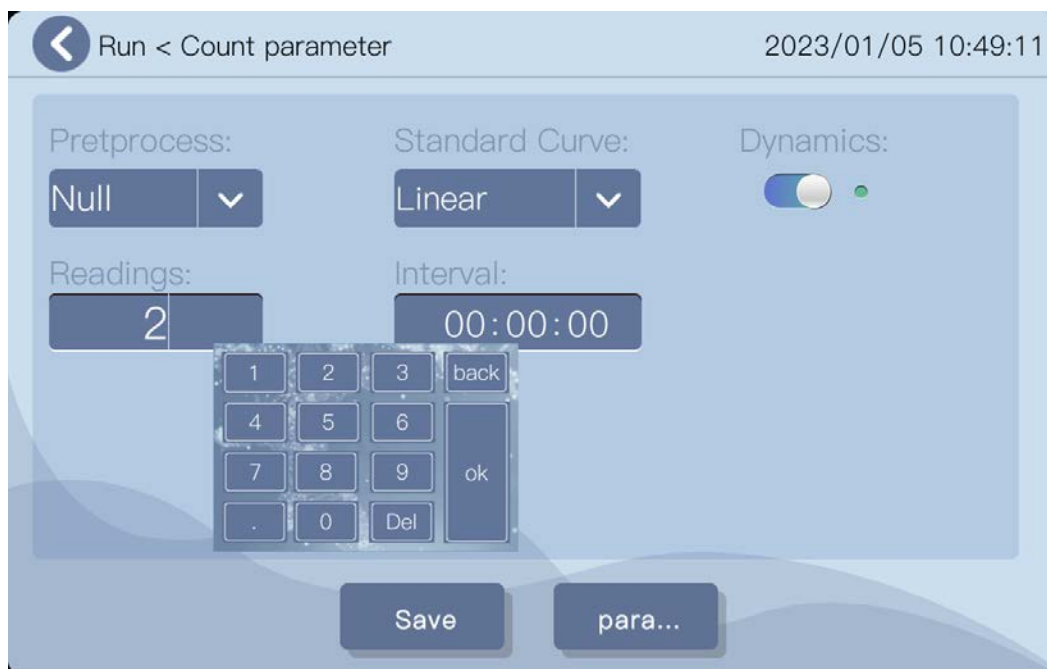 Run < Count parameter 2023/01/05 10:49:11
Pretprocess: Standard Curve: Dynamics:
Null Linear
Readings: Interval:
2 00:00:00
1 2 3 back
4 5 6
7 8 9 ok
. 0 Del
Save para...